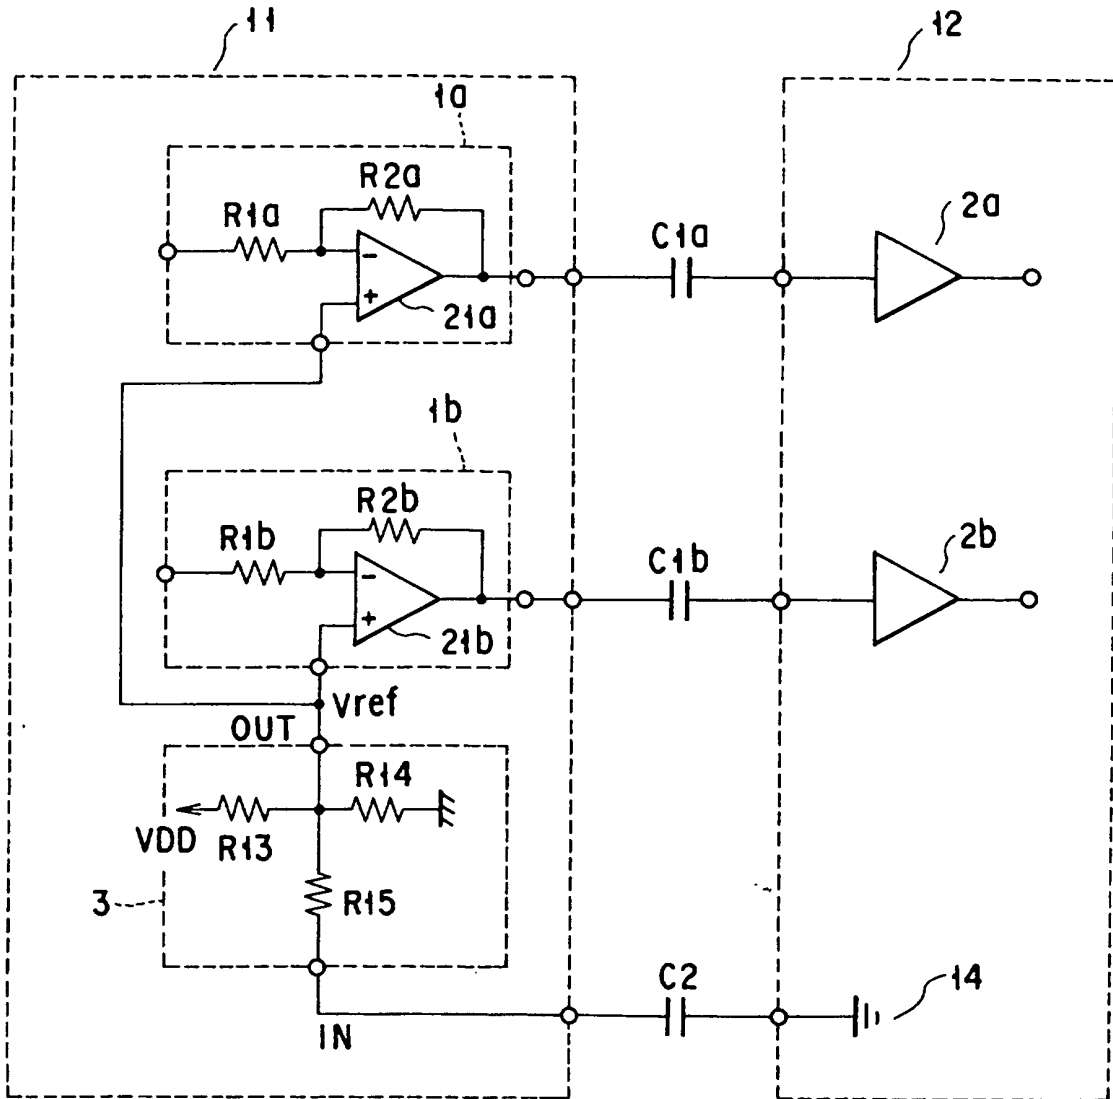 11
12
1a
R2a
R1a
C1a
2a
-
+
21a
1b
R2b
R1b
C1b
2b
-
+
21b
Vref
OUT
R14
VDD
R13
3
R15
C2
14
IN